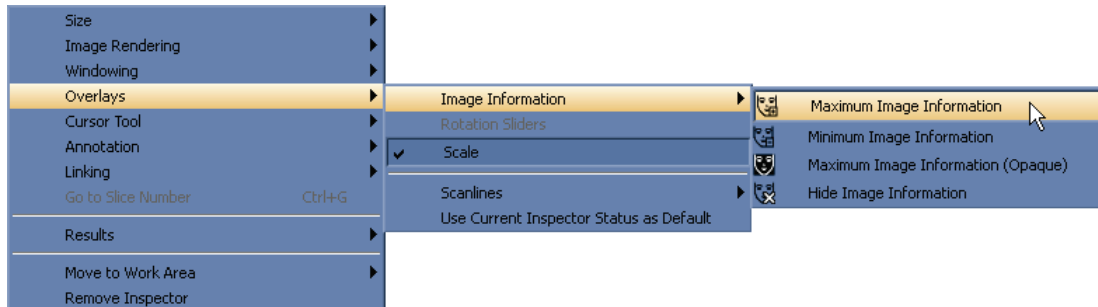 Size
Image Rendering
Windowing
Overlays
Cursor Tool
Annotation
Linking
Go to Slice Number Ctrl+G
Results
Move to Work Area
Remove Inspector
Image Information
Rotation Sliders
Scale
Scanlines
Use Current Inspector Status as Default
Maximum Image Information
Minimum Image Information
Maximum Image Information (Opaque)
Hide Image Information